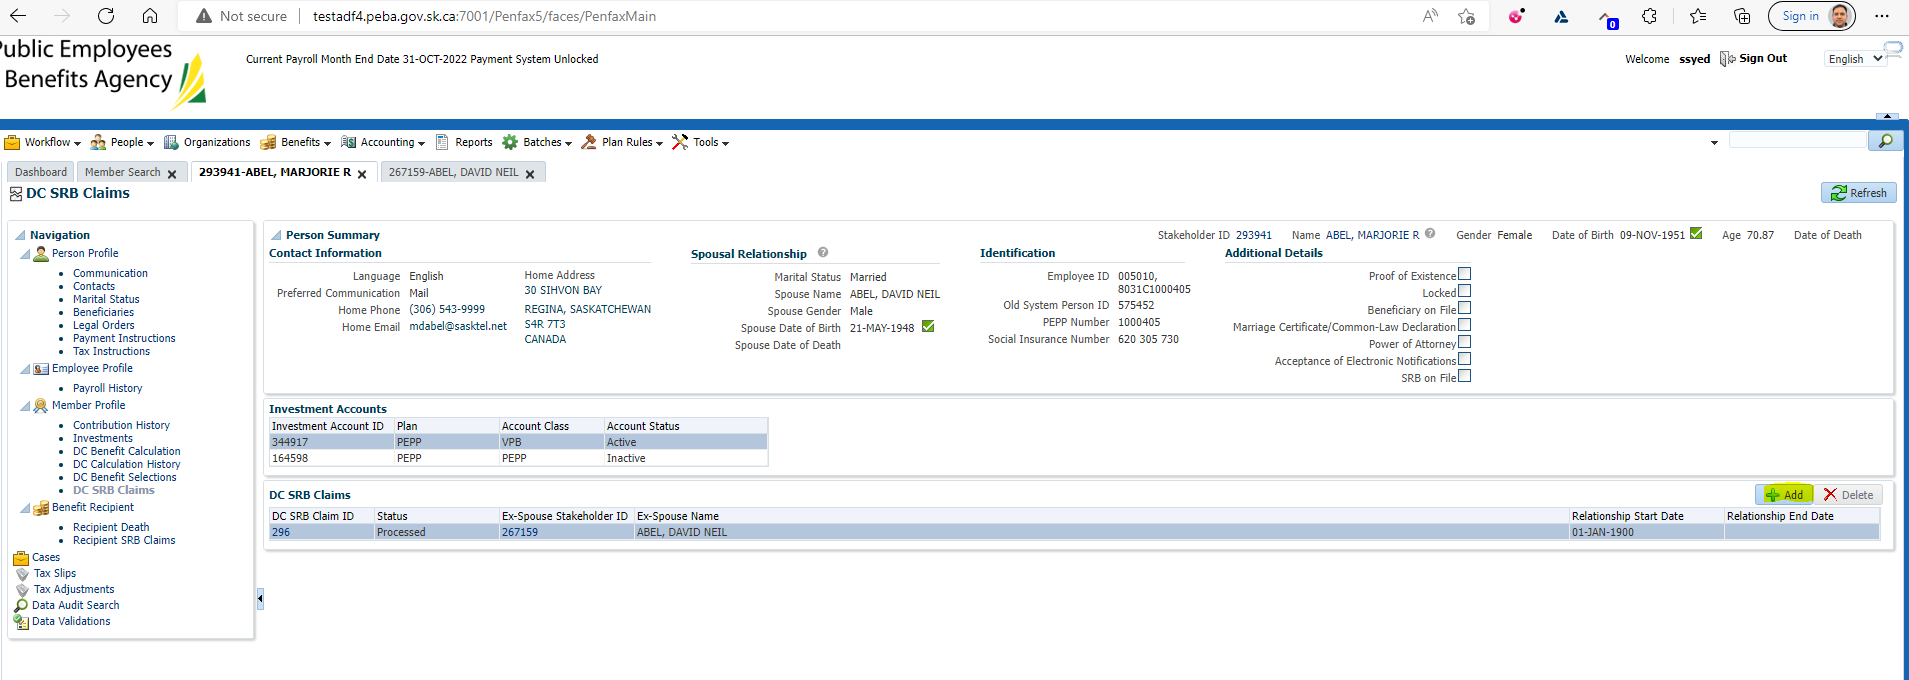 Not secure | testadf4.peba.gov.sk.ca:7001/Penfax5/faces/PenfaxMain
0
Sign in
Public Employees
Benefits Agency
Current Payroll Month End Date 31-OCT-2022 Payment System Unlocked
Welcome ssyed Sign Out English
Workflow People Organizations Benefits Accounting Reports Batches Plan Rules Tools
Dashboard Member Search 293941-ABEL, MARJORIE R 267159-ABEL, DAVID NEIL
DC SRB Claims
Refresh
Navigation
Person Profile
Communication
Contacts
Marital Status
Beneficiaries
Legal Orders
Payment Instructions
Tax Instructions
Employee Profile
Payroll History
Member Profile
Contribution History
Investments
DC Benefit Calculation
DC Calculation History
DC Benefit Selections
DC SRB Claims
Benefit Recipient
Recipient Death
Recipient SRB Claims
Cases
Tax Slips
Tax Adjustments
Data Audit Search
Data Validations
Person Summary
Stakeholder ID 293941 Name ABEL, MARJORIE R Gender Female Date of Birth 09-NOV-1951 Age 70.87 Date of Death
Contact Information
Language English
Preferred Communication Mail
Home Phone (306) 543-9999
Home Email mdabel@sasktel.net
Home Address
30 SIHVON BAY
REGINA, SASKATCHEWAN
S4R 7T3
CANADA
Spousal Relationship
Marital Status Married
Spouse Name ABEL, DAVID NEIL
Spouse Gender Male
Spouse Date of Birth 21-MAY-1948
Spouse Date of Death
Identification
Employee ID 005010,
8031C1000405
Old System Person ID 575452
PEPP Number 1000405
Social Insurance Number 620 305 730
Additional Details
Proof of Existence
Locked
Beneficiary on File
Marriage Certificate/Common-Law Declaration
Power of Attorney
Acceptance of Electronic Notifications
SRB on File
Investment Accounts
Investment Account ID Plan Account Class Account Status
344917 PEPP VPB Active
164598 PEPP PEPP Inactive
DC SRB Claims
Add Delete
DC SRB Claim ID Status Ex-Spouse Stakeholder ID Ex-Spouse Name Relationship Start Date Relationship End Date
296 Processed 267159 ABEL, DAVID NEIL 01-JAN-1900